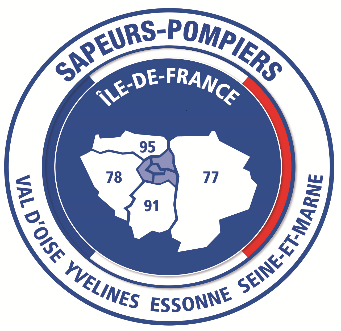 SAPEURS-POMPIERS
ÎLE-DE-FRANCE
95
78
77
91
VAL D'OISE YVELINES ESSONNE SEINE-ET-MARNE